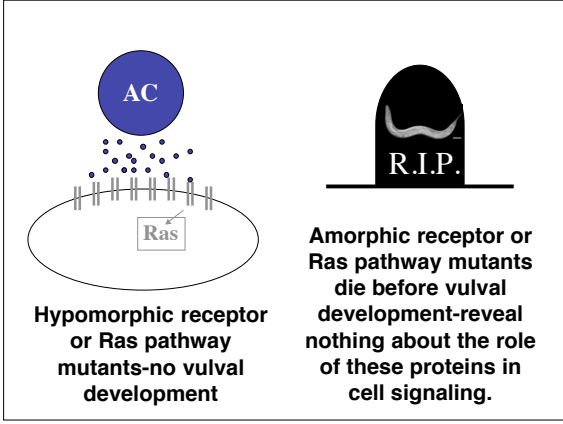 AC
Ras
Hypomorphic receptor
or Ras pathway
mutants-no vulval
development
R.I.P.
Amorphic receptor or
Ras pathway mutants
die before vulval
development-reveal
nothing about the role
of these proteins in
cell signaling.